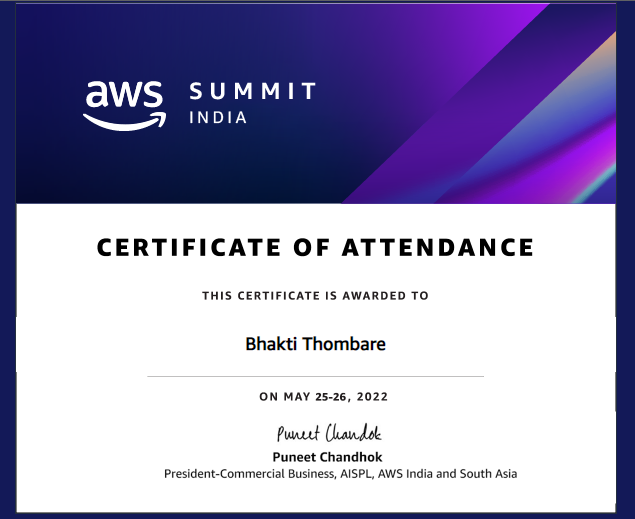 aws SUMMIT
INDIA
CERTIFICATE OF ATTENDANCE
THIS CERTIFICATE IS AWARDED TO
Bhakti Thombare
ON MAY 25-26, 2022
Puneet Chandok
Puneet Chandhok
President-Commercial Business, AISPL, AWS India and South Asia